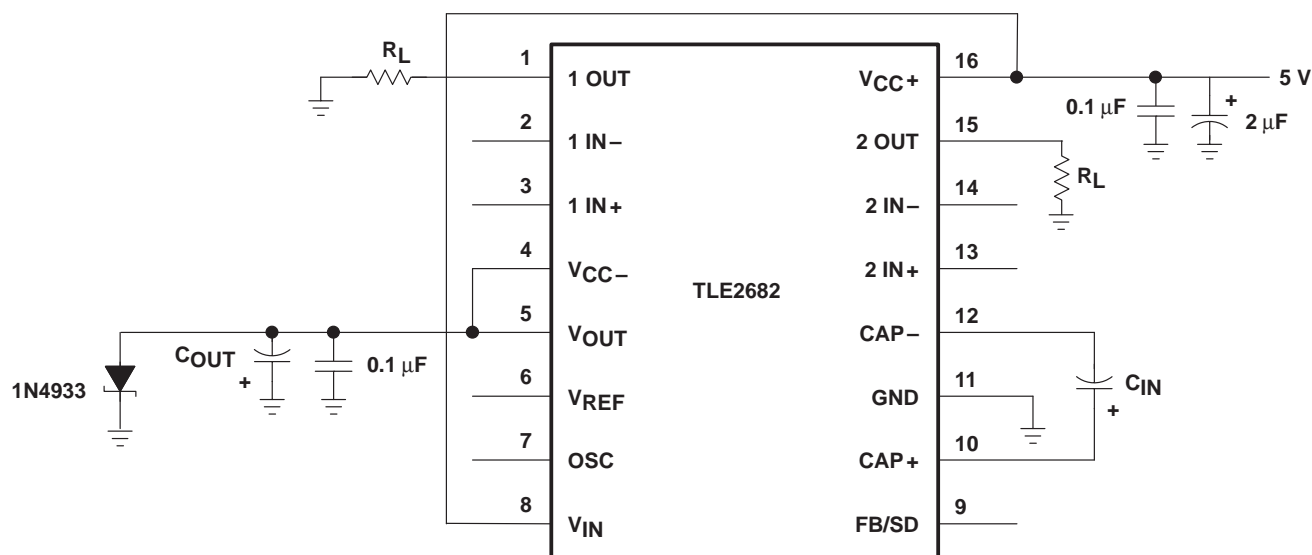 RL
1
1 OUT
2
1 IN−
3
1 IN+
4
VCC−
5
VOUT
6
VREF
7
OSC
8
VIN
COUT
+
0.1 µF
1N4933
TLE2682
16
VCC+
15
2 OUT
14
2 IN−
13
2 IN+
12
CAP−
11
GND
10
CAP+
9
FB/SD
5 V
0.1 µF
+
2 µF
RL
CIN
+